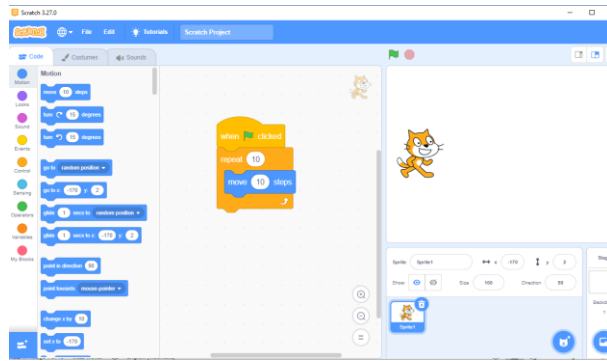 Scratch 3.27.0
SCRATCH File Edit Tutorials Scratch Project
Code Costumes Sounds
Motion
Looks
Sound
Events
Control
Sensing
Operators
Variables
My Blocks
Motion
move 10 steps
turn 15 degrees
turn 15 degrees
go to random position
go to x: -170 y: 2
glide 1 secs to random position
glide 1 secs to x: -170 y: 2
point in direction 90
point towards mouse-pointer
change x by 10
set x to -170
when clicked
repeat 10
move 10 steps
Sprite Sprite1 x -170 y 2
Show Size 100 Direction 90
Sprite1